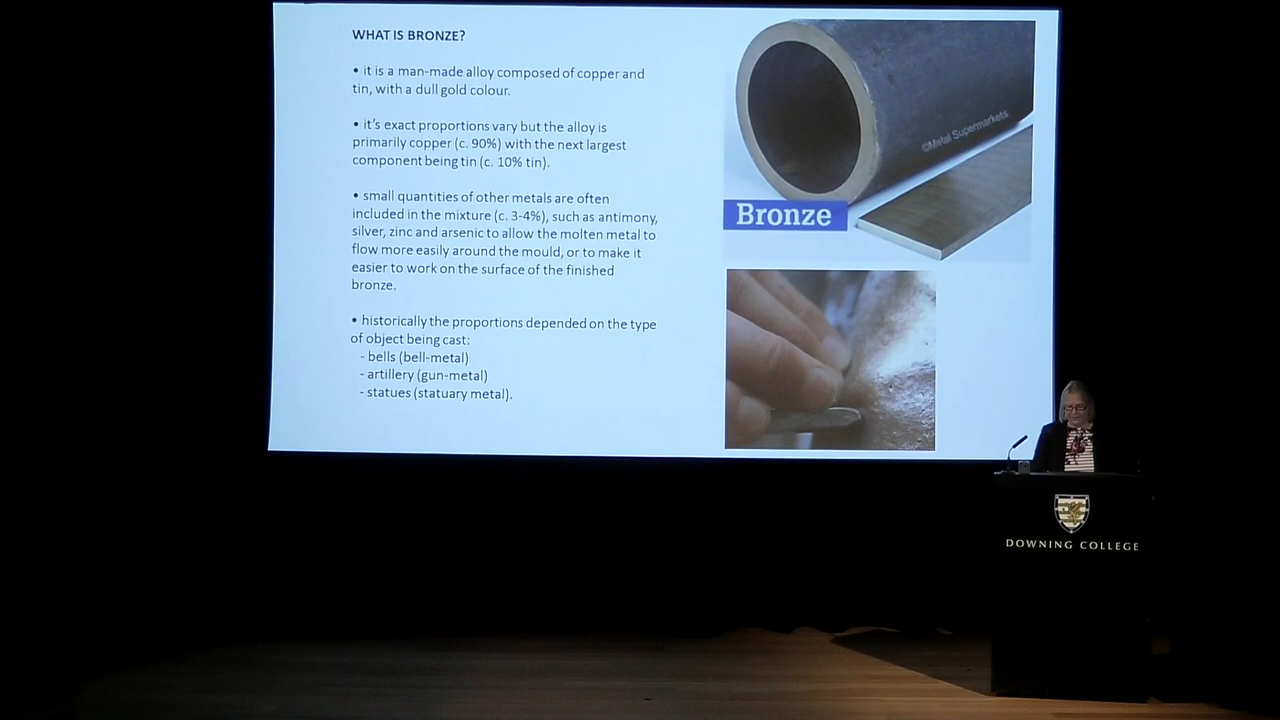 WHAT IS BRONZE?
• it is a man-made alloy composed of copper and
tin, with a dull gold colour.
• it's exact proportions vary but the alloy is
primarily copper (c. 90%) with the next largest
component being tin (c. 10% tin).
• small quantities of other metals are often
included in the mixture (c. 3-4%), such as antimony,
silver, zinc and arsenic to allow the molten metal to
flow more easily around the mould, or to make it
easier to work on the surface of the finished
bronze.
• historically the proportions depended on the type
of object being cast:
- bells (bell-metal)
- artillery (gun-metal)
- statues (statuary metal).
©Metal Supermarkets
Bronze
DOWNING COLLEGE